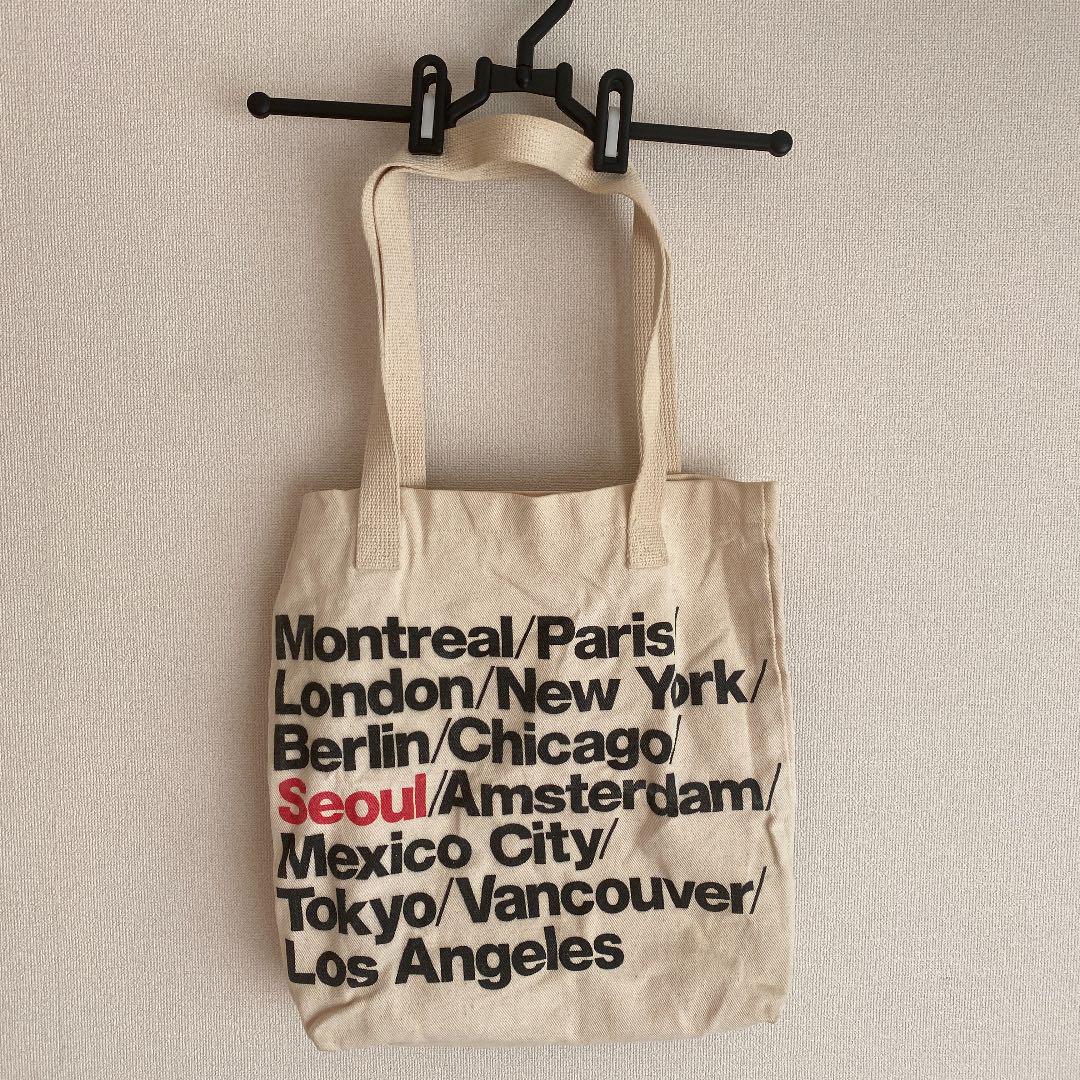 Montreal/Paris/
London/New York/
Berlin/Chicago/
Seoul/Amsterdam/
Mexico City/
Tokyo/Vancouver/
Los Angeles